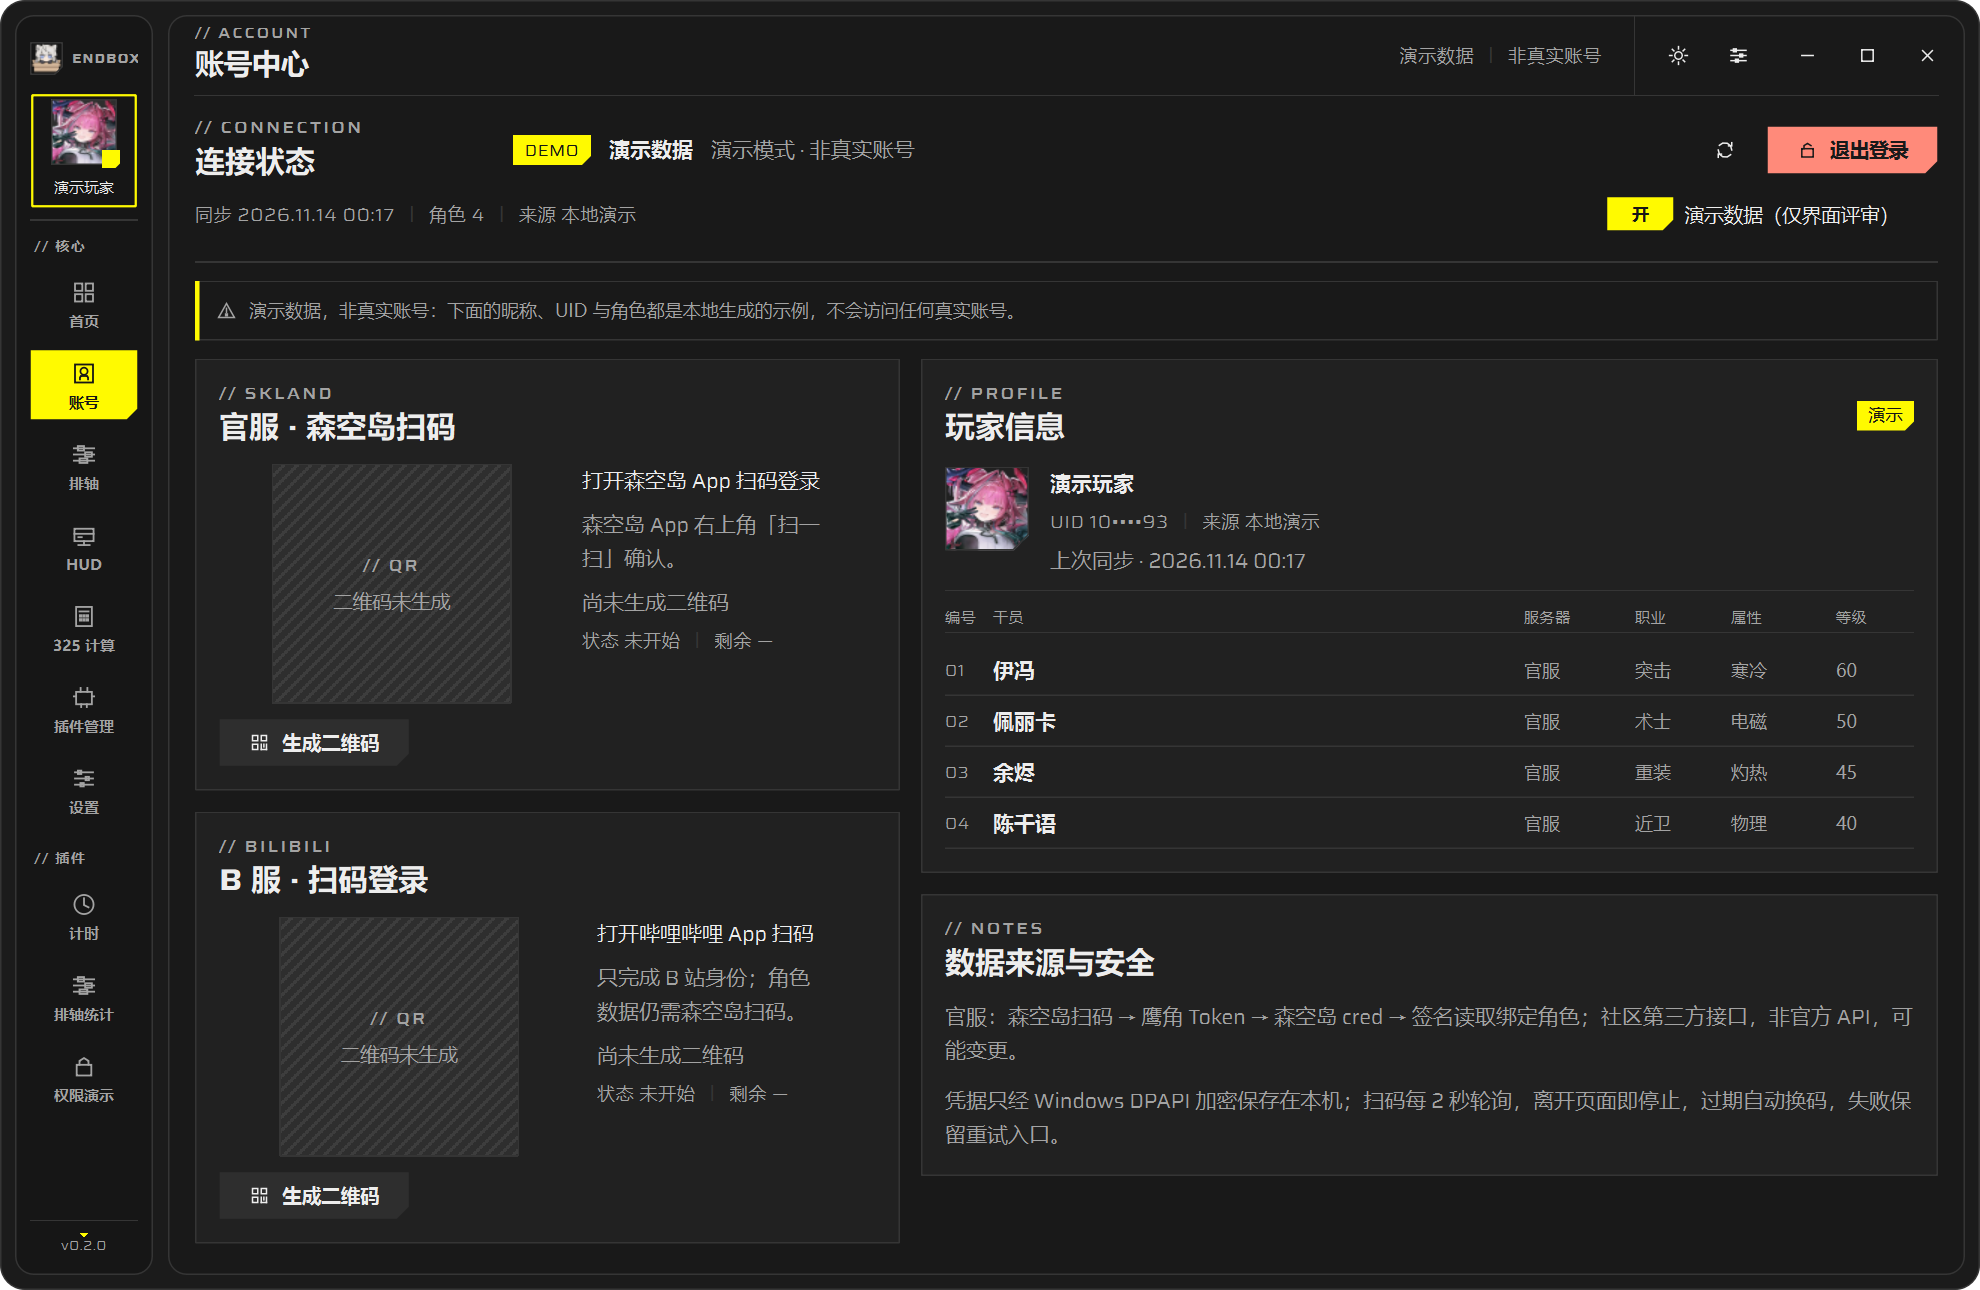 ENDBOX
演示玩家
// 核心
首页
账号
排轴
HUD
325 计算
插件管理
设置
// 插件
计时
排轴统计
权限演示
v0.2.0
// ACCOUNT
账号中心
演示数据 | 非真实账号
// CONNECTION
连接状态
DEMO 演示数据 演示模式 · 非真实账号
退出登录
同步 2026.11.14 00:17 | 角色 4 | 来源 本地演示
开 演示数据（仅界面评审）
演示数据，非真实账号：下面的昵称、UID 与角色都是本地生成的示例，不会访问任何真实账号。
// SKLAND
官服 · 森空岛扫码
// QR
二维码未生成
打开森空岛 App 扫码登录
森空岛 App 右上角「扫一
扫」确认。
尚未生成二维码
状态 未开始 | 剩余 —
生成二维码
// BILIBILI
B 服 · 扫码登录
// QR
二维码未生成
打开哔哩哔哩 App 扫码
只完成 B 站身份；角色
数据仍需森空岛扫码。
尚未生成二维码
状态 未开始 | 剩余 —
生成二维码
// PROFILE
玩家信息
演示
演示玩家
UID 10••••93 | 来源 本地演示
上次同步 · 2026.11.14 00:17
编号 干员 服务器 职业 属性 等级
01 伊冯 官服 突击 寒冷 60
02 佩丽卡 官服 术士 电磁 50
03 余烬 官服 重装 灼热 45
04 陈千语 官服 近卫 物理 40
// NOTES
数据来源与安全
官服：森空岛扫码 → 鹰角 Token → 森空岛 cred → 签名读取绑定角色；社区第三方接口，非官方 API，可
能变更。
凭据只经 Windows DPAPI 加密保存在本机；扫码每 2 秒轮询，离开页面即停止，过期自动换码，失败保
留重试入口。